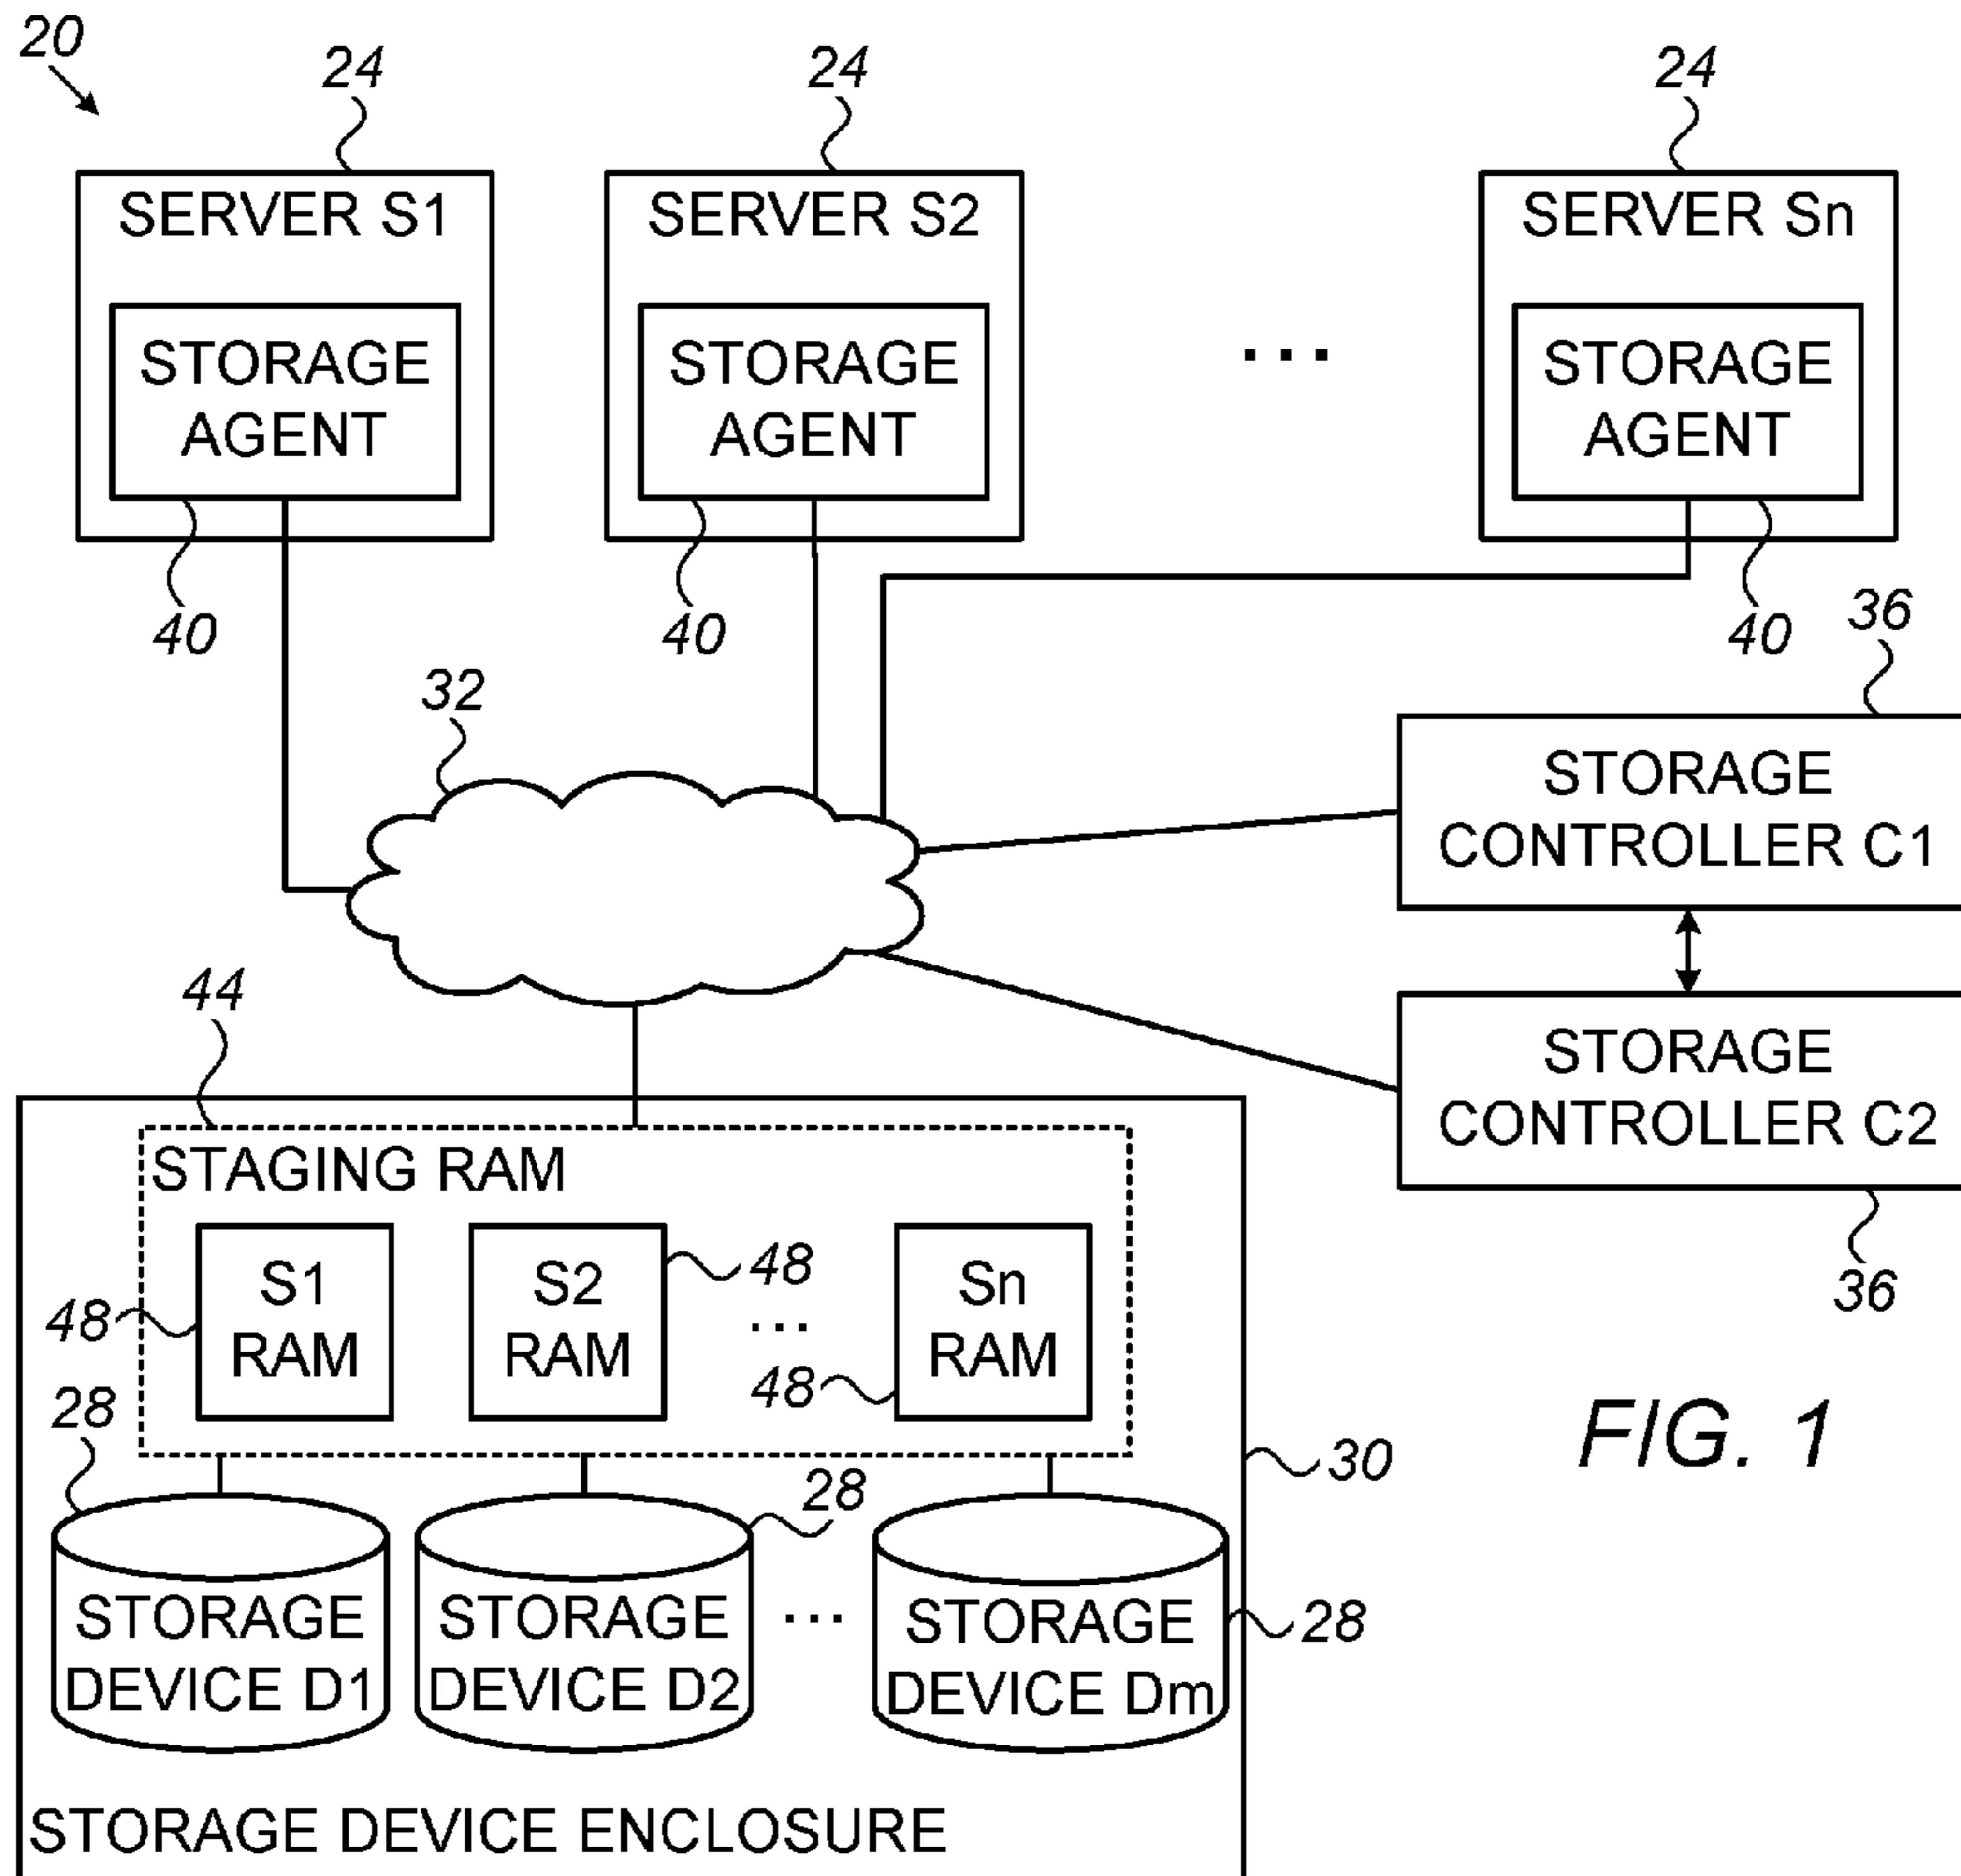 20
24
24
24
SERVER S1
SERVER S2
SERVER Sn
STORAGE
AGENT
STORAGE
AGENT
...
STORAGE
AGENT
40
40
40
36
32
STORAGE
CONTROLLER C1
44
STORAGE
CONTROLLER C2
36
STAGING RAM
S1
RAM
48
S2
RAM
48
...
Sn
RAM
48
28
28
30
FIG. 1
STORAGE
DEVICE D1
STORAGE
DEVICE D2
...
STORAGE
DEVICE Dm
28
STORAGE DEVICE ENCLOSURE